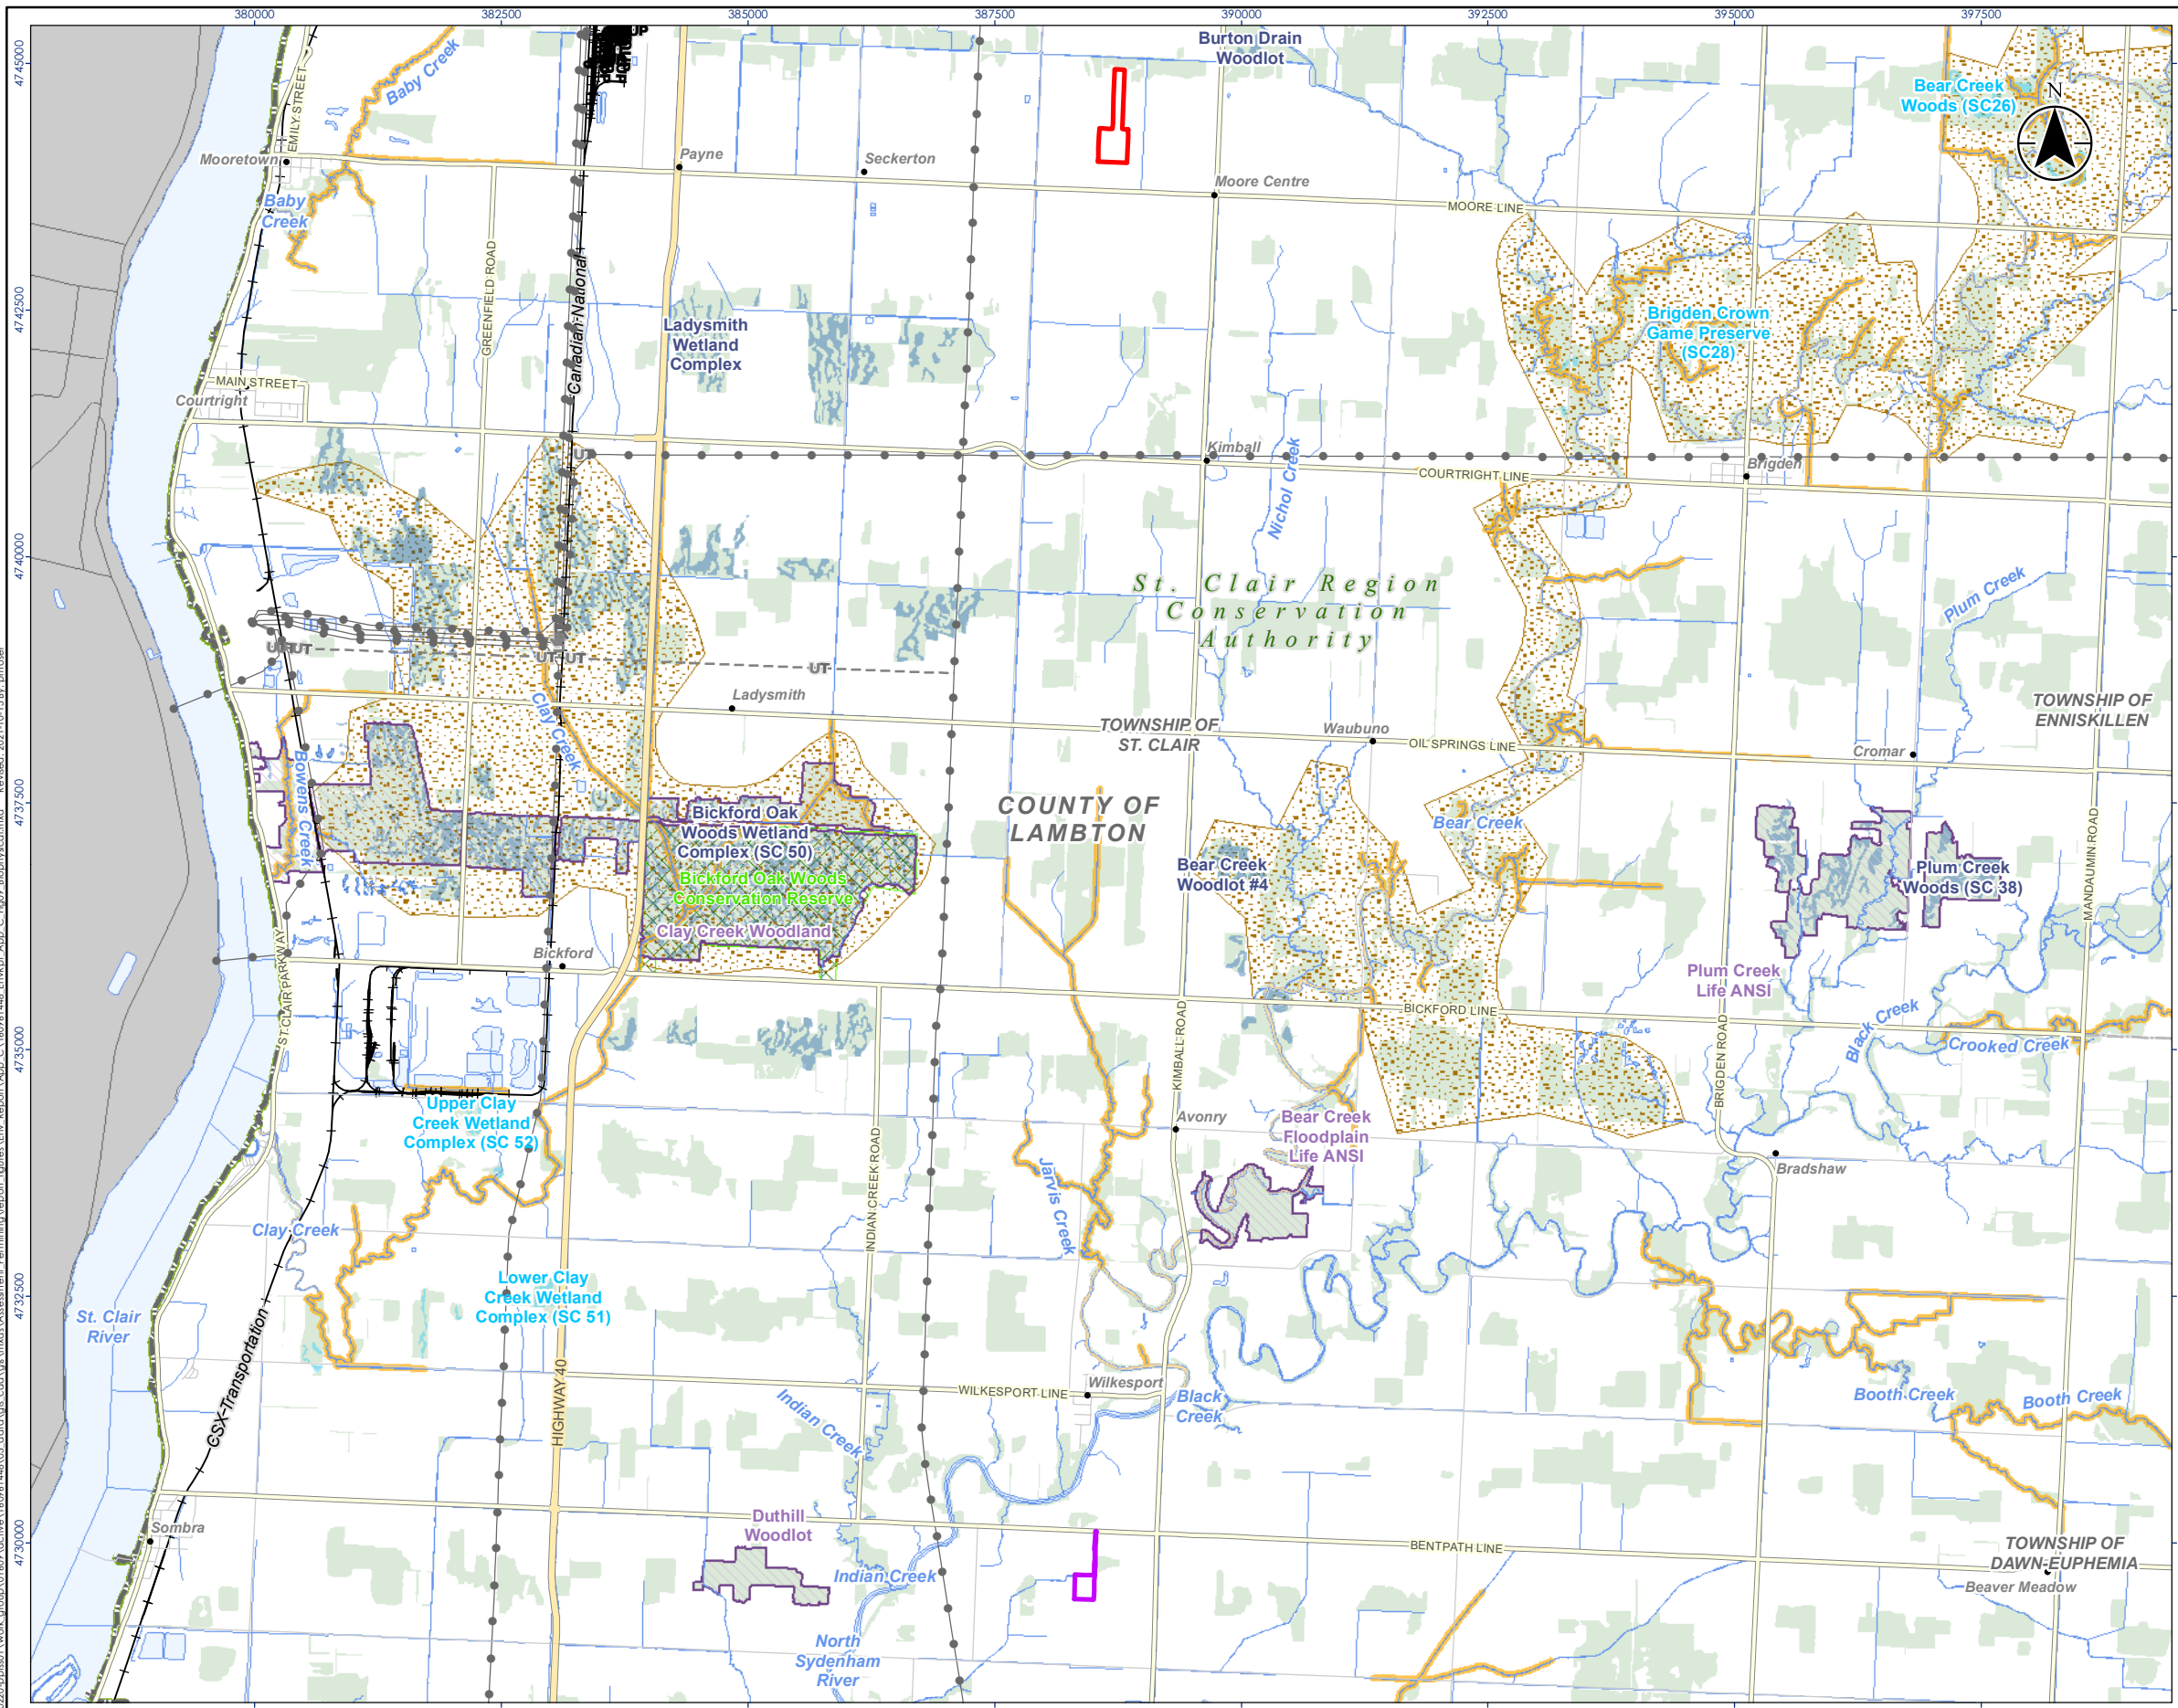 380000
382500
385000
387500
390000
392500
395000
397500
4745000
4742500
4740000
4737500
4735000
4732500
4730000
Burton Drain
Woodlot
Baby Creek
EMILY STREET
Bear Creek
Woods (SC26)
N
Mooretown
Payne
Seckerton
Moore Centre
MOORE LINE
Baby
Creek
GREENFIELD ROAD
Canadian National
Ladysmith
Wetland
Complex
Brigden Crown
Game Preserve
(SC28)
MAIN STREET
Courtright
Kimball
Nichol Creek
COURTRIGHT LINE
Brigden
St. Clair Region
Conservation
Authority
Plum Creek
UT
UT
UT
UT
Ladysmith
Clay Creek
TOWNSHIP OF
ST. CLAIR
Waubuno
OIL SPRINGS LINE
Cromar
TOWNSHIP OF
ENNISKILLEN
Bowens Creek
COUNTY OF
LAMBTON
Bickford Oak
Woods Wetland
Complex (SC 50)
Bickford Oak Woods
Conservation Reserve
Clay Creek Woodland
Bear Creek
Bear Creek
Woodlot #4
Plum Creek
Woods (SC 38)
MANDAUMIN ROAD
Bickford
ST. CLAIR PARKWAY
Plum Creek
Life ANSI
BICKFORD LINE
KIMBALL ROAD
BRIGDEN ROAD
Black Creek
Crooked Creek
Upper Clay
Creek Wetland
Complex (SC 52)
Avonry
Bear Creek
Floodplain
Life ANSI
Bradshaw
INDIAN CREEK ROAD
Jarvis Creek
Clay Creek
Lower Clay
Creek Wetland
Complex (SC 51)
St. Clair
River
CSX Transportation
HIGHWAY 40
WILKESPORT LINE
Wilkesport
Black
Creek
Indian Creek
Booth Creek
Booth Creek
Sombra
Duthill
Woodlot
Indian Creek
BENTPATH LINE
TOWNSHIP OF
DAWN-EUPHEMIA
Beaver Meadow
North
Sydenham
River